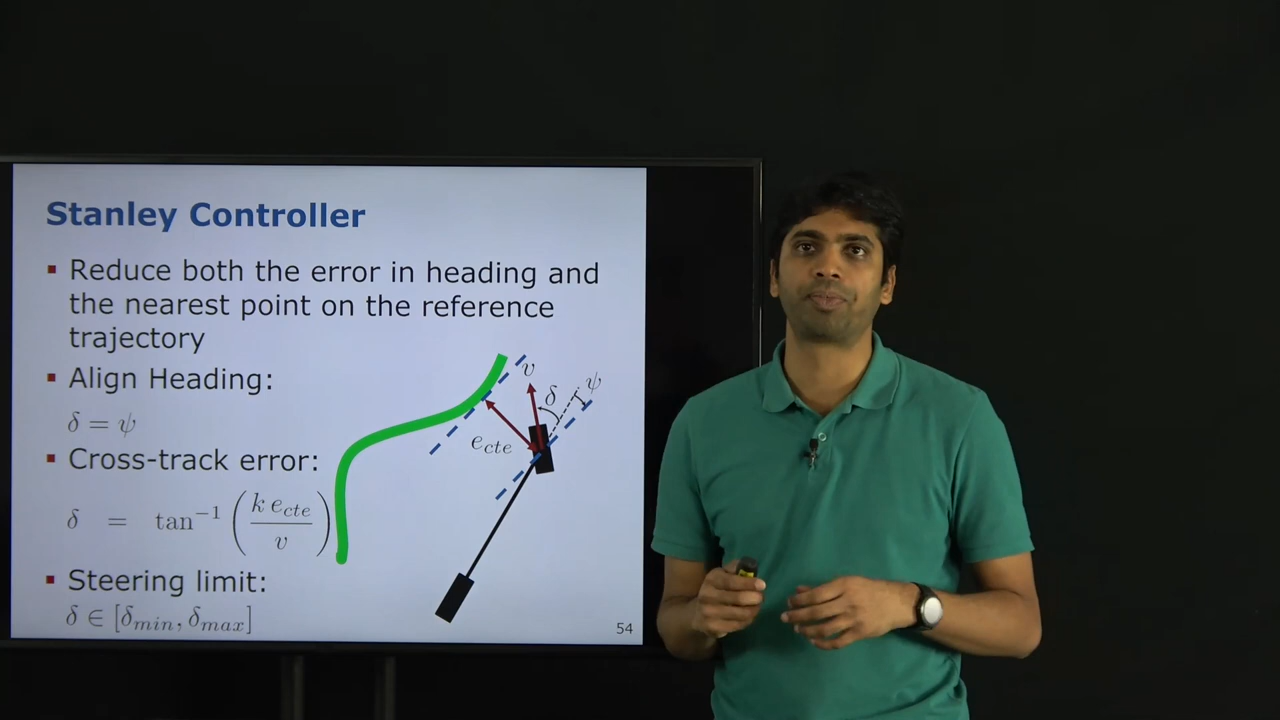 Stanley Controller
▪ Reduce both the error in heading and
the nearest point on the reference
trajectory
▪ Align Heading:
δ = ψ
▪ Cross-track error:
δ = tan⁻¹ (k e_cte / v)
▪ Steering limit:
δ ∈ [δ_min, δ_max]
v
δ
ψ
e_cte
54